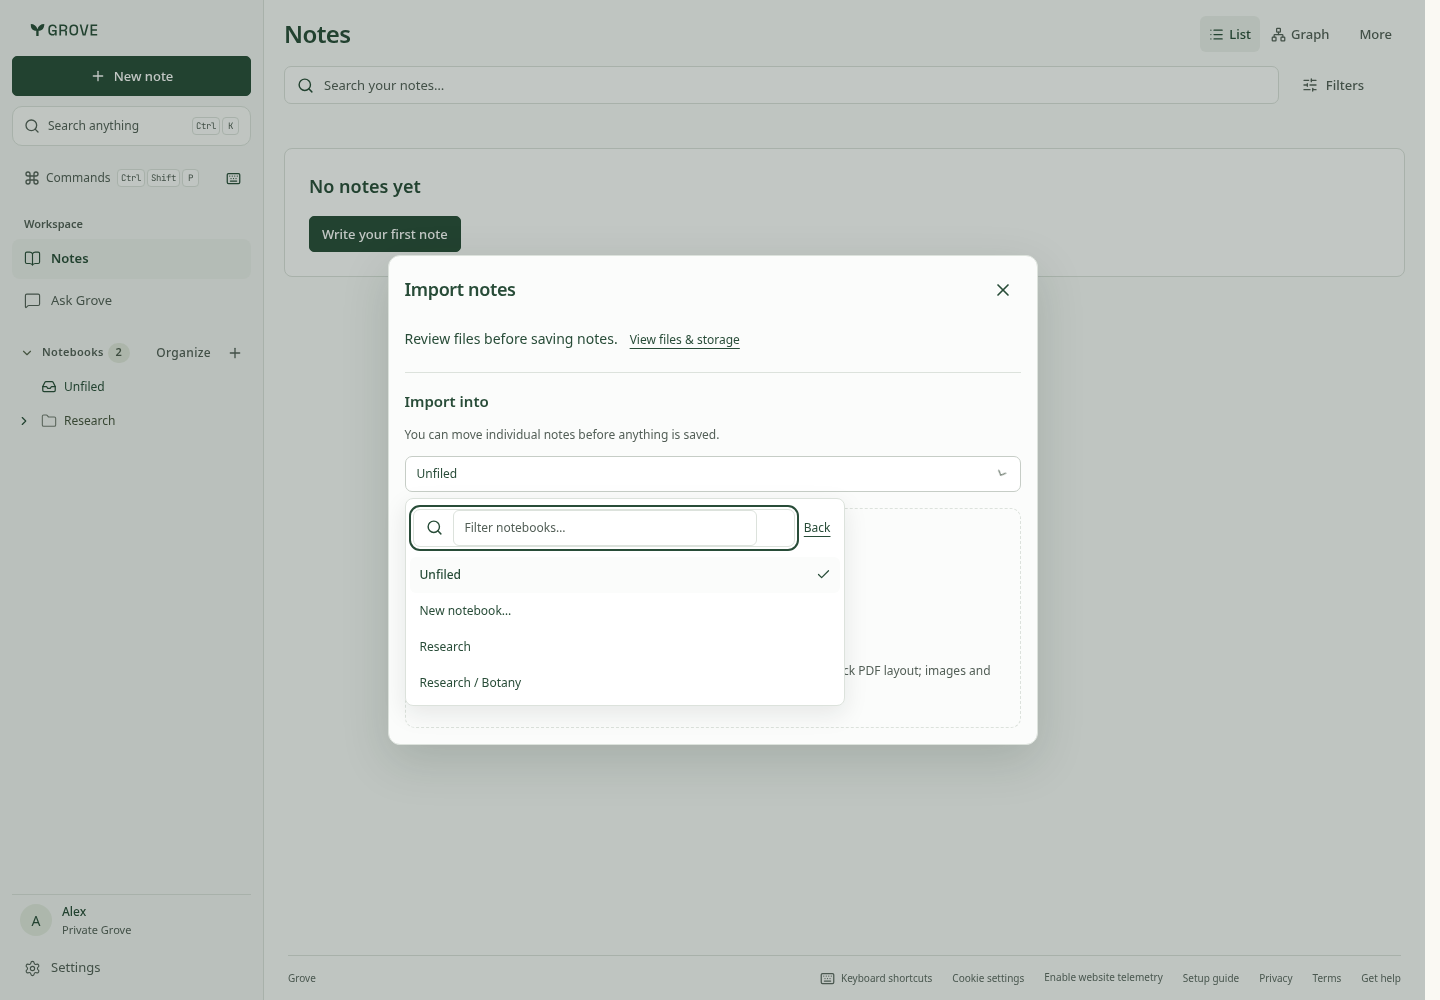 GROVE
New note
Search anything Ctrl K
Commands Ctrl Shift P
Workspace
Notes
Ask Grove
Notebooks 2 Organize
Unfiled
Research
A
Alex
Private Grove
Settings
Notes
List Graph More
Search your notes...
Filters
No notes yet
Write your first note
Import notes
Review files before saving notes. View files & storage
Import into
You can move individual notes before anything is saved.
Unfiled
Filter notebooks...
Back
Unfiled
New notebook...
Research
Research / Botany
PDF layout; images and
Grove
Keyboard shortcuts Cookie settings Enable website telemetry Setup guide Privacy Terms Get help